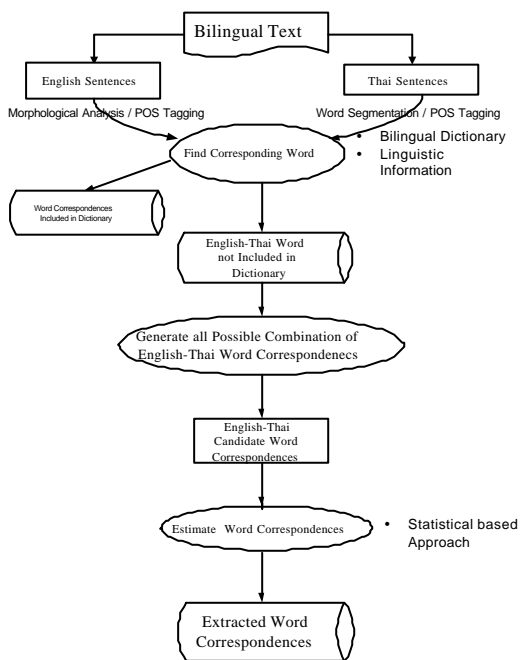 Bilingual Text
English Sentences
Thai Sentences
Morphological Analysis / POS Tagging
Word Segmentation / POS Tagging
• Bilingual Dictionary
• Linguistic
Information
Find Corresponding Word
Word Correspondences
Included in Dictionary
English-Thai Word
not Included in
Dictionary
Generate all Possible Combination of
English-Thai Word Correspondenecs
English-Thai
Candidate Word
Correspondences
Estimate Word Correspondences
• Statistical based
Approach
Extracted Word
Correspondences